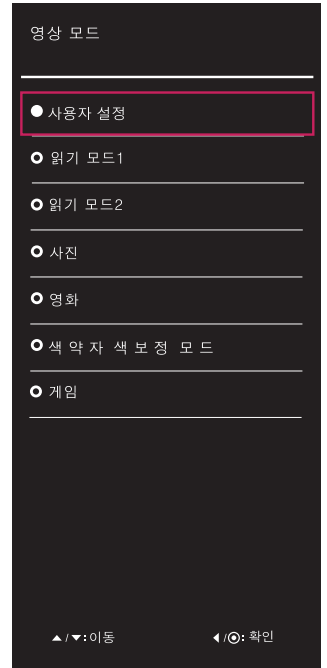 영상 모드
사용자 설정
읽기 모드1
읽기 모드2
사진
영화
색 약 자 색 보 정 모 드
게임
▲/▼:이동 ◀/◉: 확인